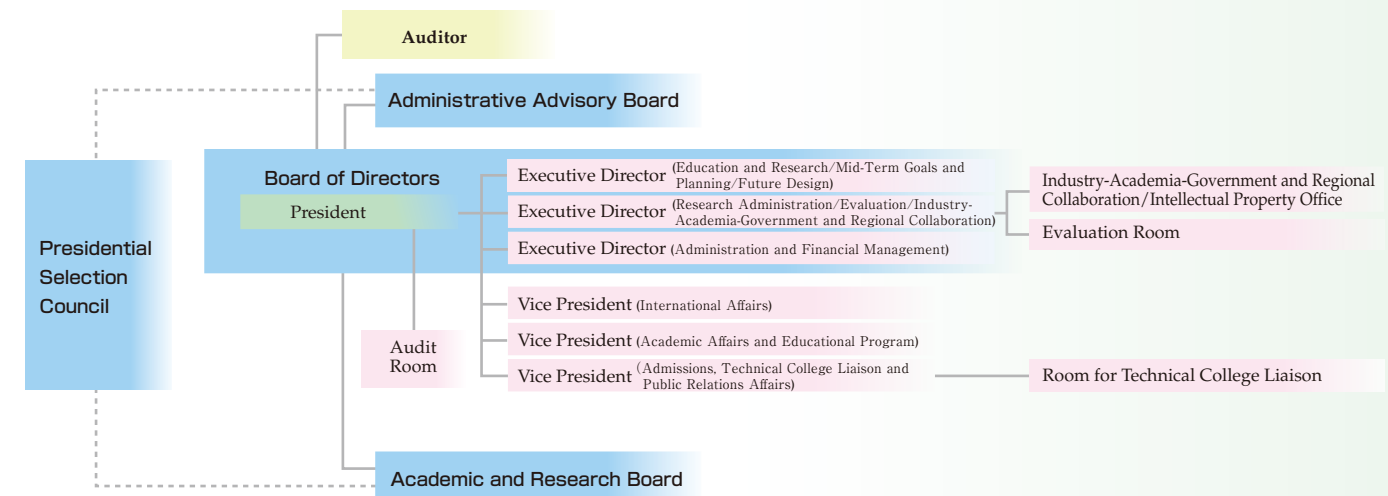 Auditor
Administrative Advisory Board
Presidential
Selection
Council
Board of Directors
President
Executive Director (Education and Research/Mid-Term Goals and
Planning/Future Design)
Executive Director (Research Administration/Evaluation/Industry-
Academia-Government and Regional Collaboration)
Executive Director (Administration and Financial Management)
Industry-Academia-Government and Regional
Collaboration/Intellectual Property Office
Evaluation Room
Audit
Room
Vice President (International Affairs)
Vice President (Academic Affairs and Educational Program)
Vice President (Admissions, Technical College Liaison and
Public Relations Affairs)
Room for Technical College Liaison
Academic and Research Board